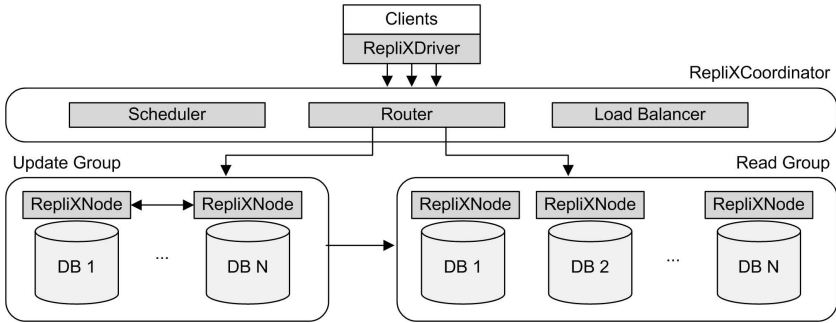 Clients
RepliXDriver
RepliXCoordinator
Scheduler
Router
Load Balancer
Update Group
Read Group
RepliXNode
RepliXNode
RepliXNode
RepliXNode
RepliXNode
DB 1
...
DB N
DB 1
DB 2
...
DB N